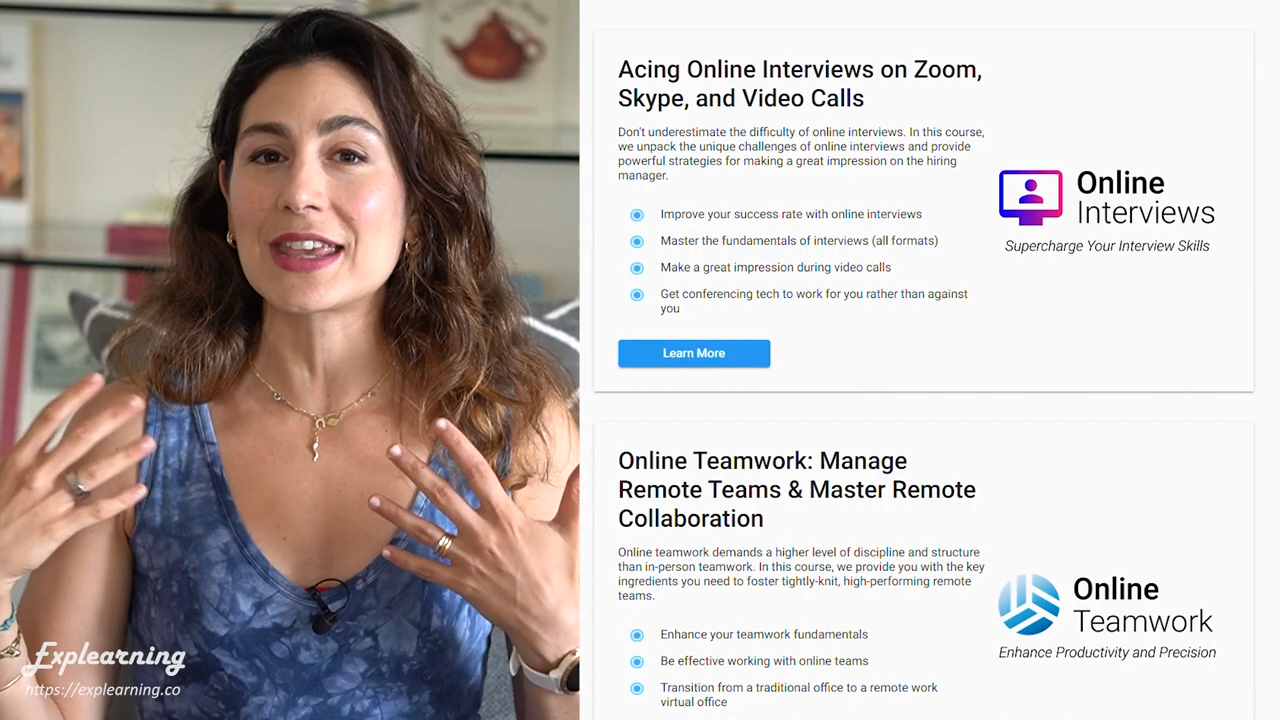 Acing Online Interviews on Zoom,
Skype, and Video Calls
Don't underestimate the difficulty of online interviews. In this course,
we unpack the unique challenges of online interviews and provide
powerful strategies for making a great impression on the hiring
manager.
Improve your success rate with online interviews
Master the fundamentals of interviews (all formats)
Make a great impression during video calls
Get conferencing tech to work for you rather than against
you
Learn More
Online
Interviews
Supercharge Your Interview Skills
Online Teamwork: Manage
Remote Teams & Master Remote
Collaboration
Online teamwork demands a higher level of discipline and structure
than in-person teamwork. In this course, we provide you with the key
ingredients you need to foster tightly-knit, high-performing remote
teams.
Enhance your teamwork fundamentals
Be effective working with online teams
Transition from a traditional office to a remote work
virtual office
Online
Teamwork
Enhance Productivity and Precision
Explearning
https://explearning.co